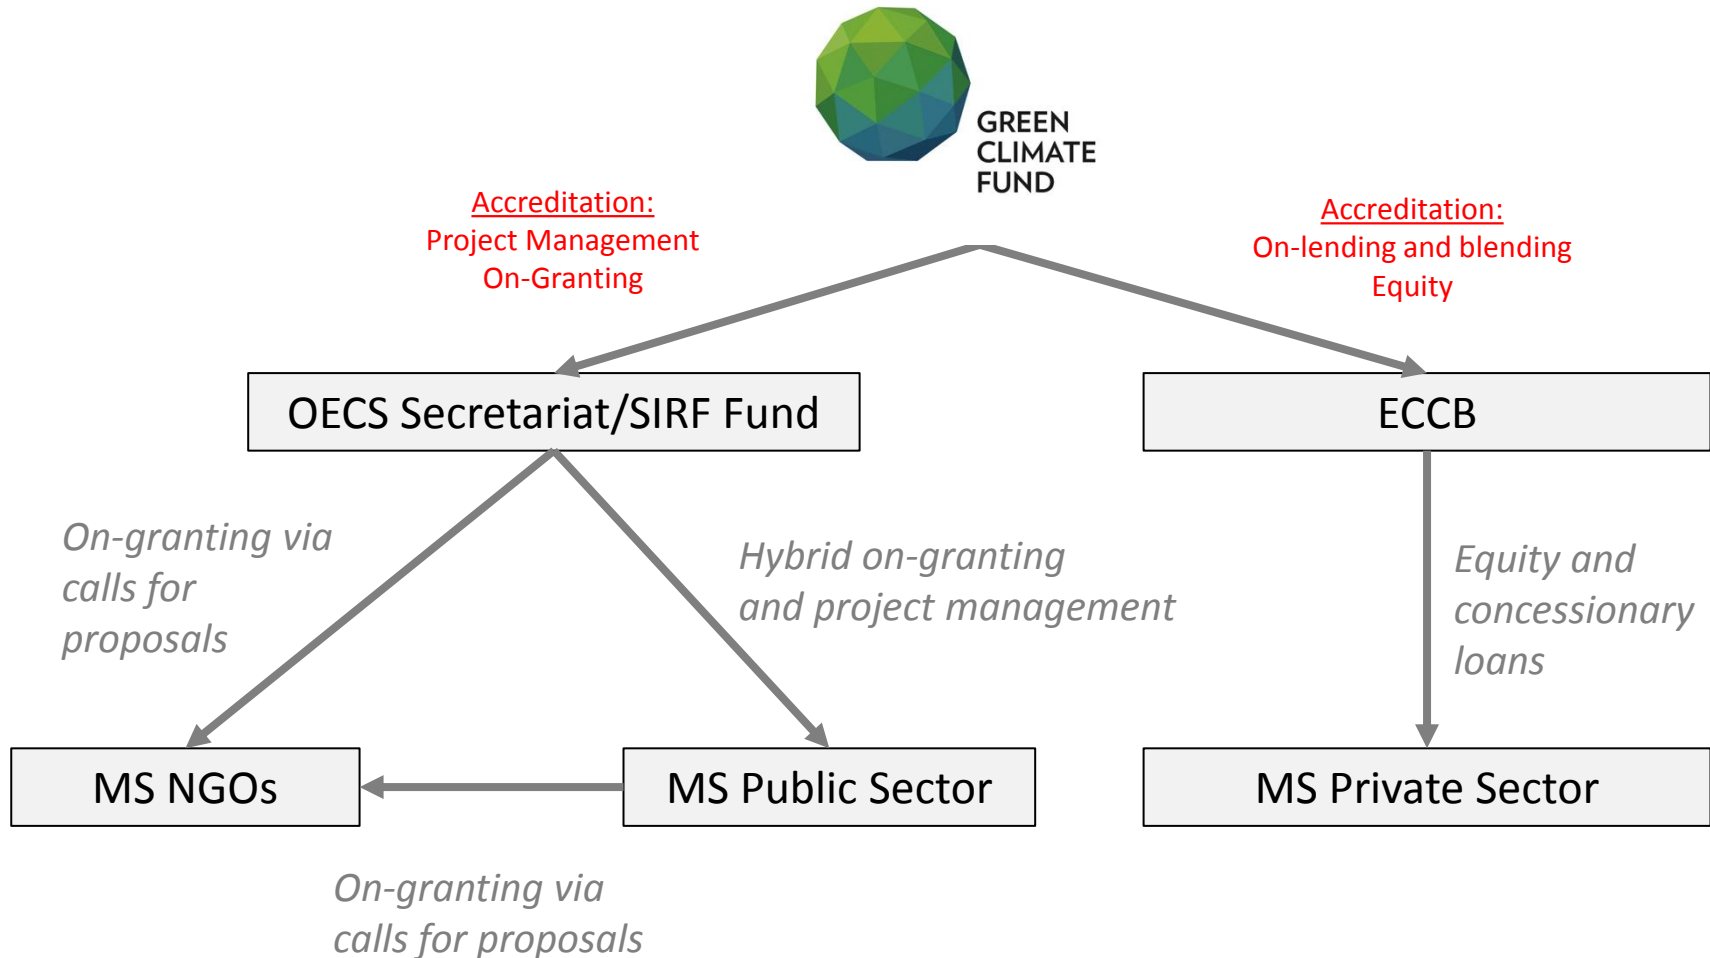 GREEN
CLIMATE
FUND
Accreditation:
Project Management
On-Granting
Accreditation:
On-lending and blending
Equity
OECS Secretariat/SIRF Fund
ECCB
On-granting via
calls for
proposals
Hybrid on-granting
and project management
Equity and
concessionary
loans
MS NGOs
MS Public Sector
MS Private Sector
On-granting via
calls for proposals